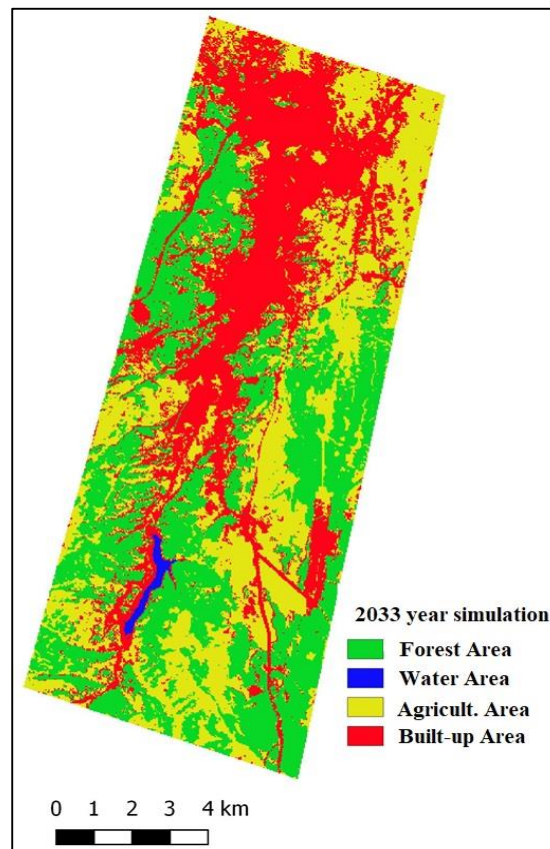 2033 year simulation
Forest Area
Water Area
Agricult. Area
Built-up Area
0 1 2 3 4 km